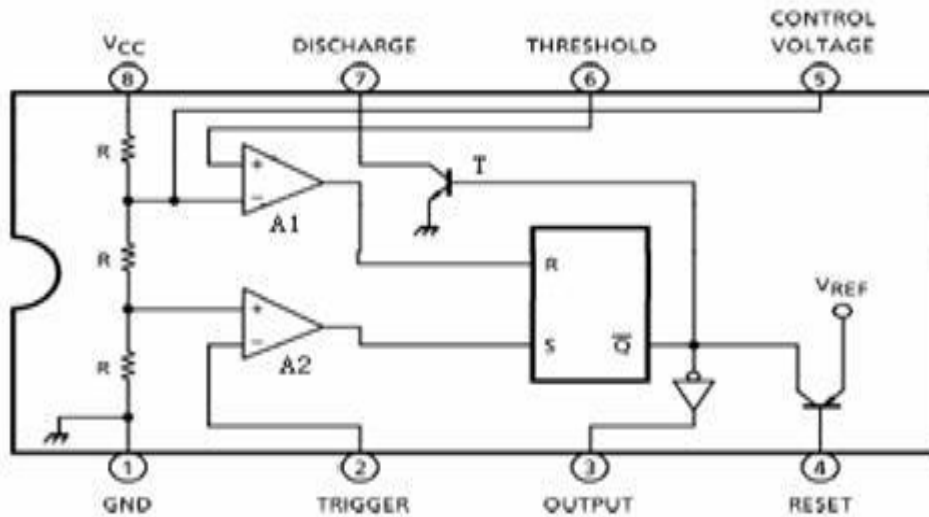 VCC
DISCHARGE
THRESHOLD
CONTROL
VOLTAGE
8
7
6
5
R
+
−
A1
T
R
R
VREF
+
−
A2
S
Q̅
R
1
2
3
4
GND
TRIGGER
OUTPUT
RESET